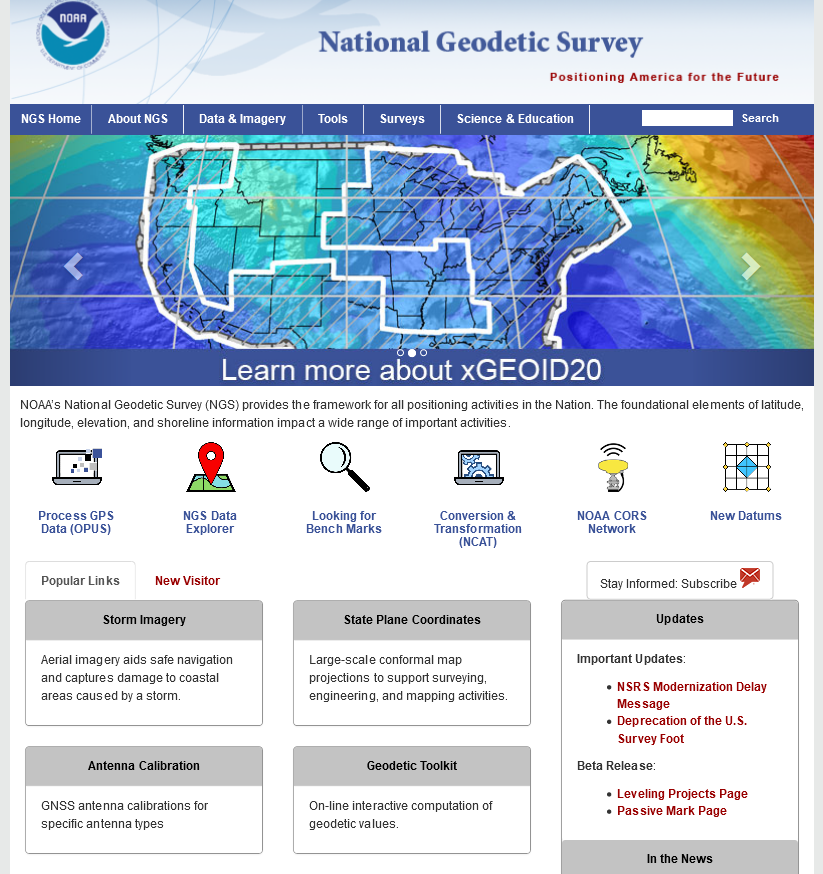 NOAA
National Geodetic Survey
Positioning America for the Future
NGS Home About NGS Data & Imagery Tools Surveys Science & Education Search
Learn more about xGEOID20
NOAA's National Geodetic Survey (NGS) provides the framework for all positioning activities in the Nation. The foundational elements of latitude,
longitude, elevation, and shoreline information impact a wide range of important activities.
Process GPS
Data (OPUS)
NGS Data
Explorer
Looking for
Bench Marks
Conversion &
Transformation
(NCAT)
NOAA CORS
Network
New Datums
Popular Links New Visitor
Stay Informed: Subscribe
Storm Imagery
Aerial imagery aids safe navigation
and captures damage to coastal
areas caused by a storm.
State Plane Coordinates
Large-scale conformal map
projections to support surveying,
engineering, and mapping activities.
Antenna Calibration
GNSS antenna calibrations for
specific antenna types
Geodetic Toolkit
On-line interactive computation of
geodetic values.
Updates
Important Updates:
NSRS Modernization Delay
Message
Deprecation of the U.S.
Survey Foot
Beta Release:
Leveling Projects Page
Passive Mark Page
In the News